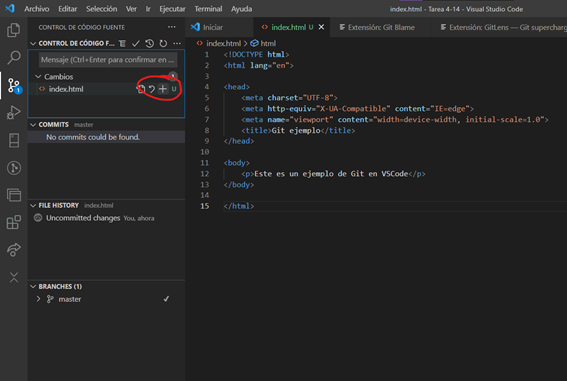 Archivo Editar Selección Ver Ir Ejecutar Terminal Ayuda
index.html - Tarea 4-14 - Visual Studio Code
CONTROL DE CÓDIGO FUENTE ...
Iniciar
index.html U
Extensión: Git Blame
Extensión: GitLens — Git supercharg
CONTROL DE CÓDIGO F... ...
index.html > html
Mensaje (Ctrl+Enter para confirmar en ...
Cambios 1
index.html U
COMMITS master
No commits could be found.
FILE HISTORY index.html
Uncommitted changes You, ahora
BRANCHES (1)
master
1
1 <!DOCTYPE html>
2 <html lang="en">
3
4 <head>
5 <meta charset="UTF-8">
6 <meta http-equiv="X-UA-Compatible" content="IE=edge">
7 <meta name="viewport" content="width=device-width, initial-scale=1.0">
8 <title>Git ejemplo</title>
9 </head>
10
11 <body>
12 <p>Este es un ejemplo de Git en VSCode</p>
13 </body>
14
15 </html>